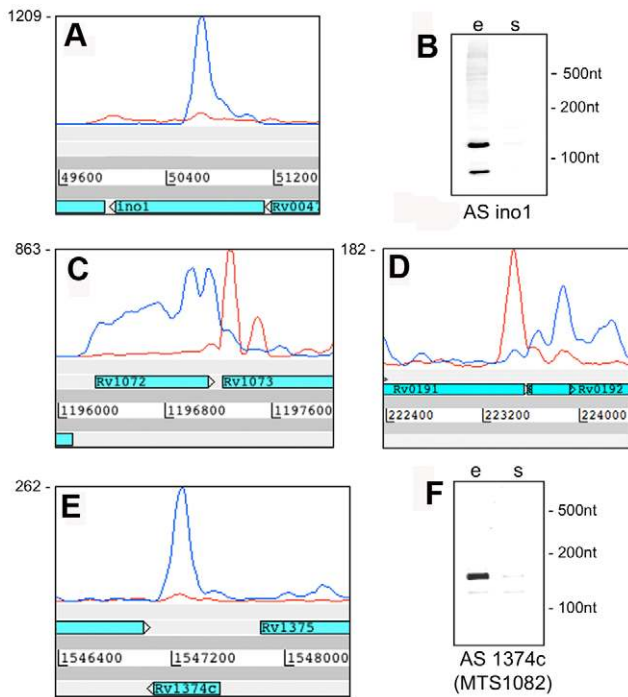 1209 -
A
49600
50400
51200
ino1
Rv0047
B
e s
- 500nt
- 200nt
- 100nt
AS ino1
863 -
C
Rv1072
Rv1073
1196000
1196800
1197600
182 -
D
Rv0191
Rv0192
222400
223200
224000
262 -
E
Rv1375
1546400
1547200
1548000
Rv1374c
F
e s
- 500nt
- 200nt
- 100nt
AS 1374c
(MTS1082)